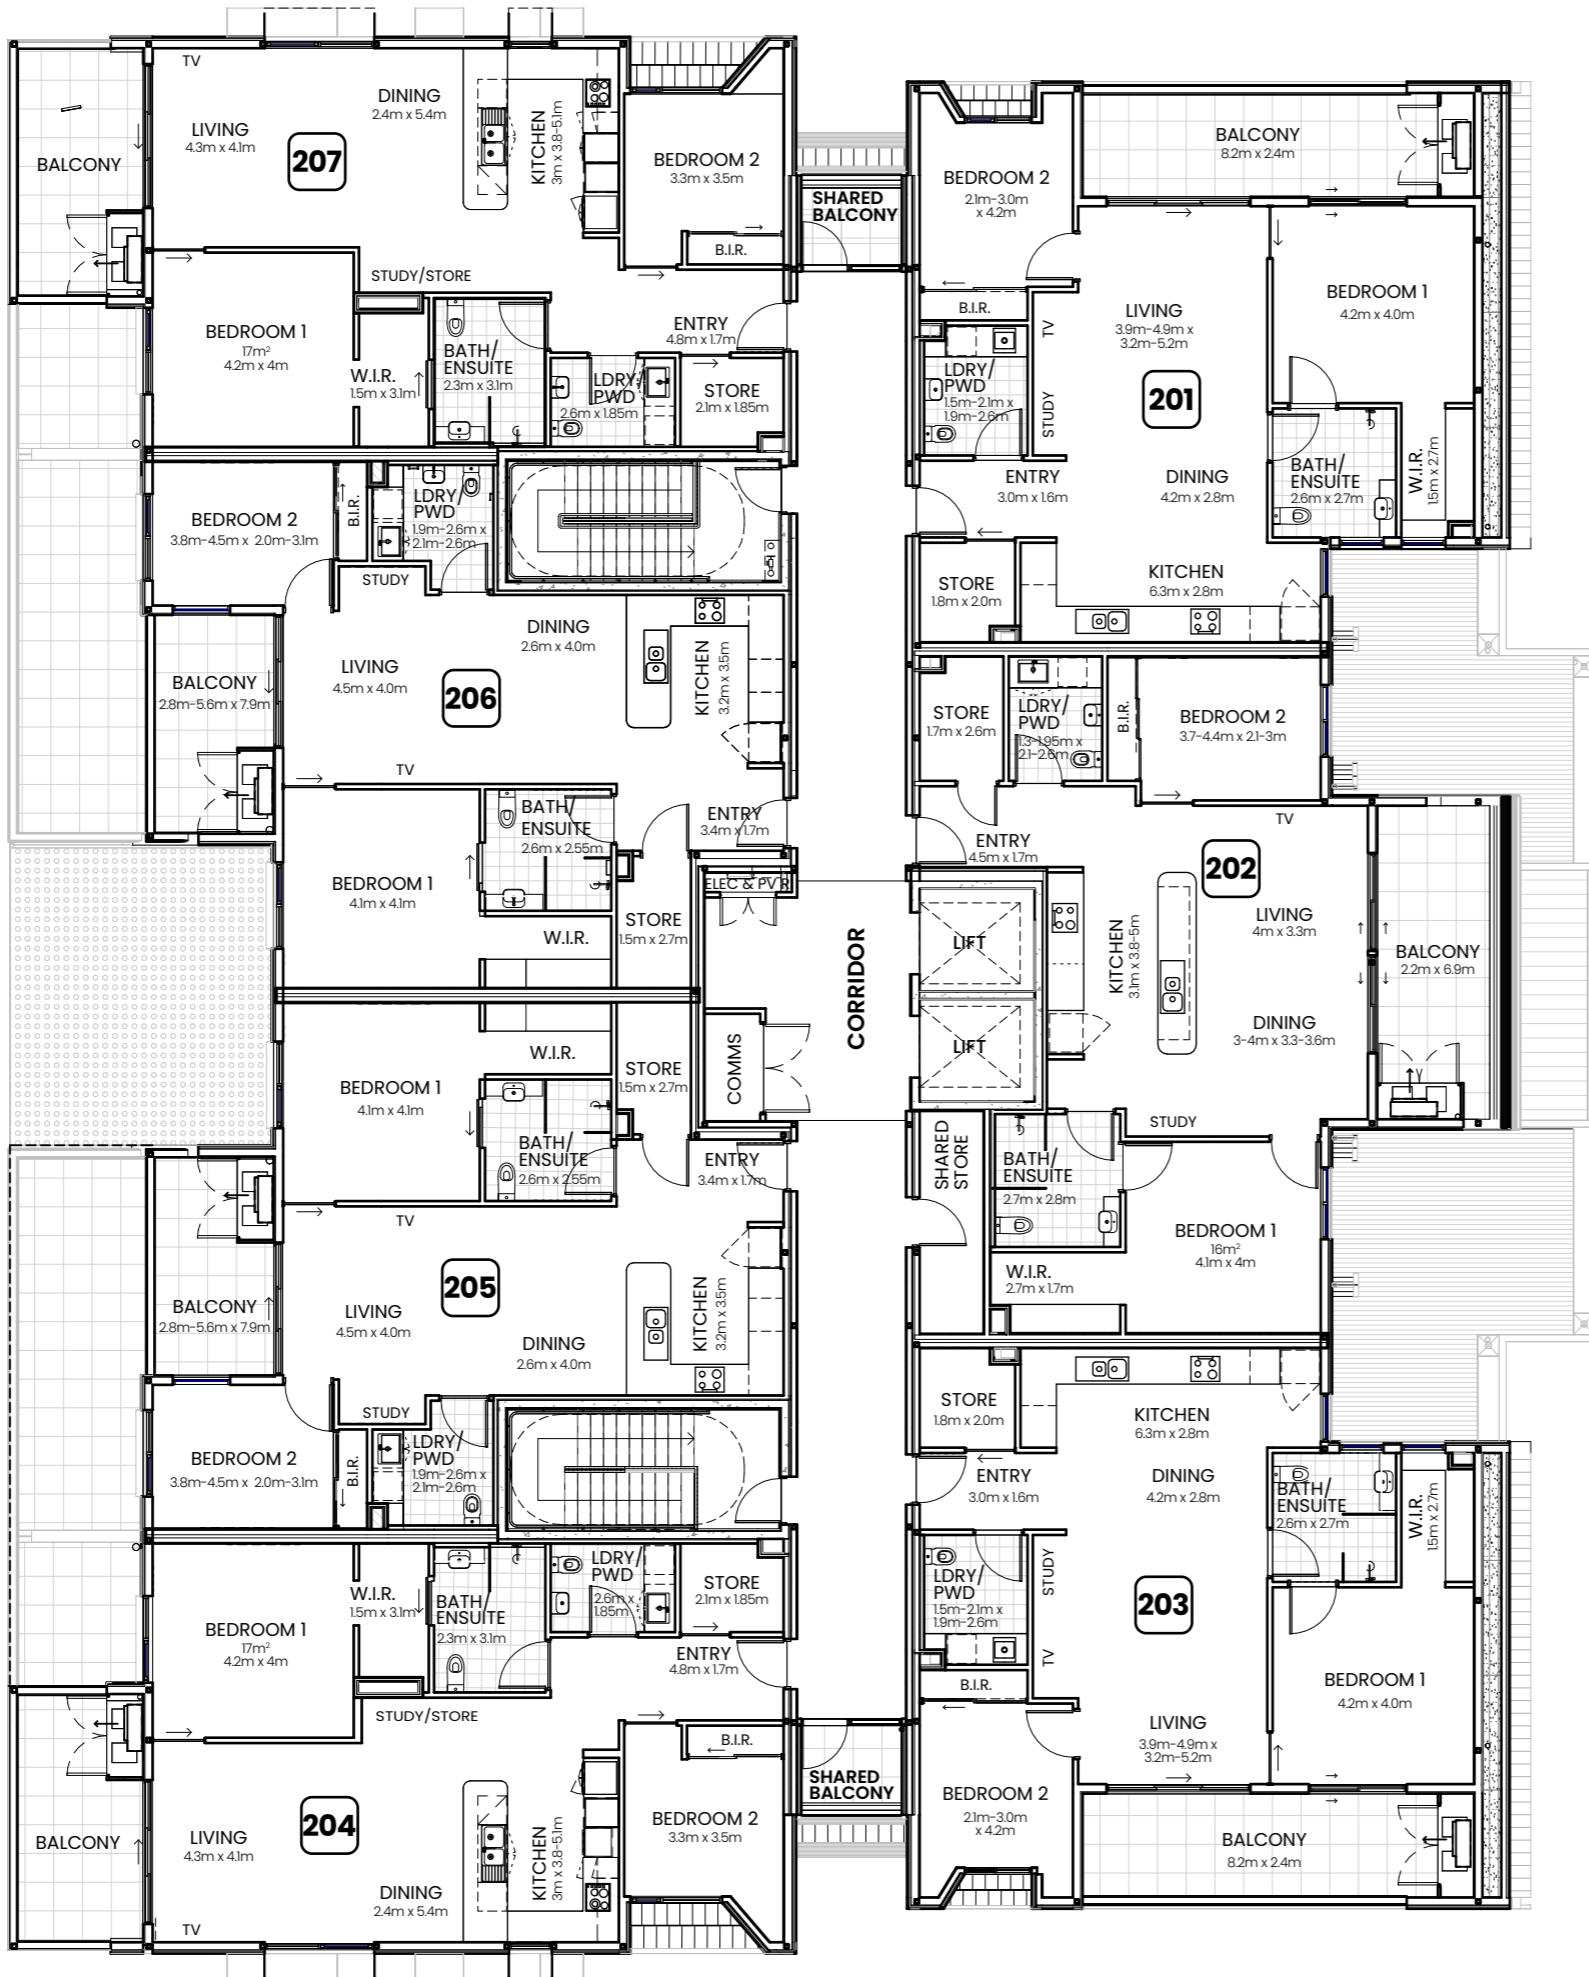 TV
DINING
2.4m x 5.4m
LIVING
4.3m x 4.1m
207
KITCHEN
3m x 3.8-5.1m
BALCONY
BEDROOM 2
3.3m x 3.5m
B.I.R.
STUDY/STORE
BEDROOM 1
17m²
4.2m x 4m
W.I.R.
1.5m x 3.1m
BATH/
ENSUITE
2.3m x 3.1m
ENTRY
4.8m x 1.7m
LDRY/
PWD
2.6m x 1.85m
STORE
2.1m x 1.85m
SHARED
BALCONY
BEDROOM 2
2.1m-3.0m
x 4.2m
BALCONY
8.2m x 2.4m
B.I.R.
LIVING
3.9m-4.9m x
3.2m-5.2m
BEDROOM 1
4.2m x 4.0m
TV
LDRY/
PWD
1.5m-2.1m x
1.9m-2.6m
STUDY
201
ENTRY
3.0m x 1.6m
DINING
4.2m x 2.8m
BATH/
ENSUITE
2.6m x 2.7m
W.I.R.
1.5m x 2.7m
STORE
1.8m x 2.0m
KITCHEN
6.3m x 2.8m
BEDROOM 2
3.8m-4.5m x 2.0m-3.1m
B.I.R.
LDRY/
PWD
1.9m-2.6m x
2.1m-2.6m
STUDY
DINING
2.6m x 4.0m
LIVING
4.5m x 4.0m
206
KITCHEN
3.2m x 3.5m
BALCONY
2.8m-5.6m x 7.9m
TV
BATH/
ENSUITE
2.6m x 2.55m
ENTRY
3.4m x 1.7m
BEDROOM 1
4.1m x 4.1m
W.I.R.
STORE
1.5m x 2.7m
ELEC & PV R
STORE
1.7m x 2.6m
LDRY/
PWD
1.3-1.95m x
2.1-2.6m
B.I.R.
BEDROOM 2
3.7-4.4m x 2.1-3m
TV
ENTRY
4.5m x 1.7m
202
LIVING
4m x 3.3m
KITCHEN
3.1m x 3.8-5m
BALCONY
2.2m x 6.9m
DINING
3-4m x 3.3-3.6m
LIFT
LIFT
CORRIDOR
COMMS
STUDY
SHARED
STORE
BATH/
ENSUITE
2.7m x 2.8m
BEDROOM 1
16m²
4.1m x 4m
W.I.R.
2.7m x 1.7m
W.I.R.
STORE
1.5m x 2.7m
BEDROOM 1
4.1m x 4.1m
BATH/
ENSUITE
2.6m x 2.55m
ENTRY
3.4m x 1.7m
TV
205
BALCONY
2.8m-5.6m x 7.9m
LIVING
4.5m x 4.0m
DINING
2.6m x 4.0m
KITCHEN
3.2m x 3.5m
STUDY
BEDROOM 2
3.8m-4.5m x 2.0m-3.1m
B.I.R.
LDRY/
PWD
1.9m-2.6m x
2.1m-2.6m
STORE
1.8m x 2.0m
KITCHEN
6.3m x 2.8m
ENTRY
3.0m x 1.6m
DINING
4.2m x 2.8m
BATH/
ENSUITE
2.6m x 2.7m
W.I.R.
1.5m x 2.7m
LDRY/
PWD
1.5m-2.1m x
1.9m-2.6m
STUDY
203
TV
B.I.R.
BEDROOM 1
4.2m x 4.0m
LIVING
3.9m-4.9m x
3.2m-5.2m
BEDROOM 2
2.1m-3.0m
x 4.2m
BALCONY
8.2m x 2.4m
BEDROOM 1
17m²
4.2m x 4m
W.I.R.
1.5m x 3.1m
BATH/
ENSUITE
2.3m x 3.1m
LDRY/
PWD
2.6m x
1.85m
STORE
2.1m x 1.85m
ENTRY
4.8m x 1.7m
STUDY/STORE
B.I.R.
SHARED
BALCONY
204
BALCONY
LIVING
4.3m x 4.1m
DINING
2.4m x 5.4m
KITCHEN
3m x 3.8-5.1m
BEDROOM 2
3.3m x 3.5m
TV